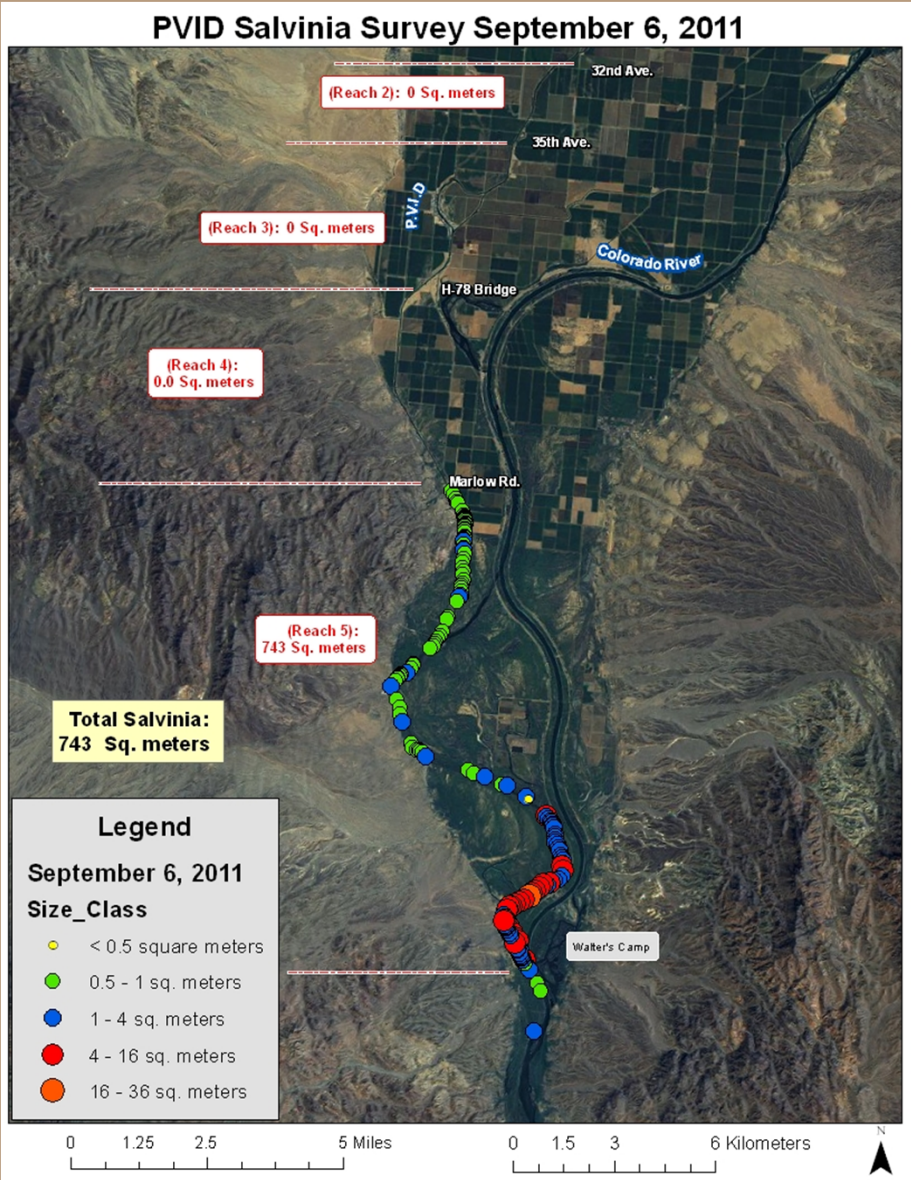 PVID Salvinia Survey September 6, 2011
32nd Ave.
(Reach 2): 0 Sq. meters
35th Ave.
P.V.I.D
(Reach 3): 0 Sq. meters
Colorado River
H-78 Bridge
(Reach 4):
0.0 Sq. meters
Marlow Rd.
(Reach 5):
743 Sq. meters
Total Salvinia:
743 Sq. meters
Legend
September 6, 2011
Size_Class
< 0.5 square meters
0.5 - 1 sq. meters
1 - 4 sq. meters
4 - 16 sq. meters
16 - 36 sq. meters
Walter's Camp
0 1.25 2.5 5 Miles
0 1.5 3 6 Kilometers
N